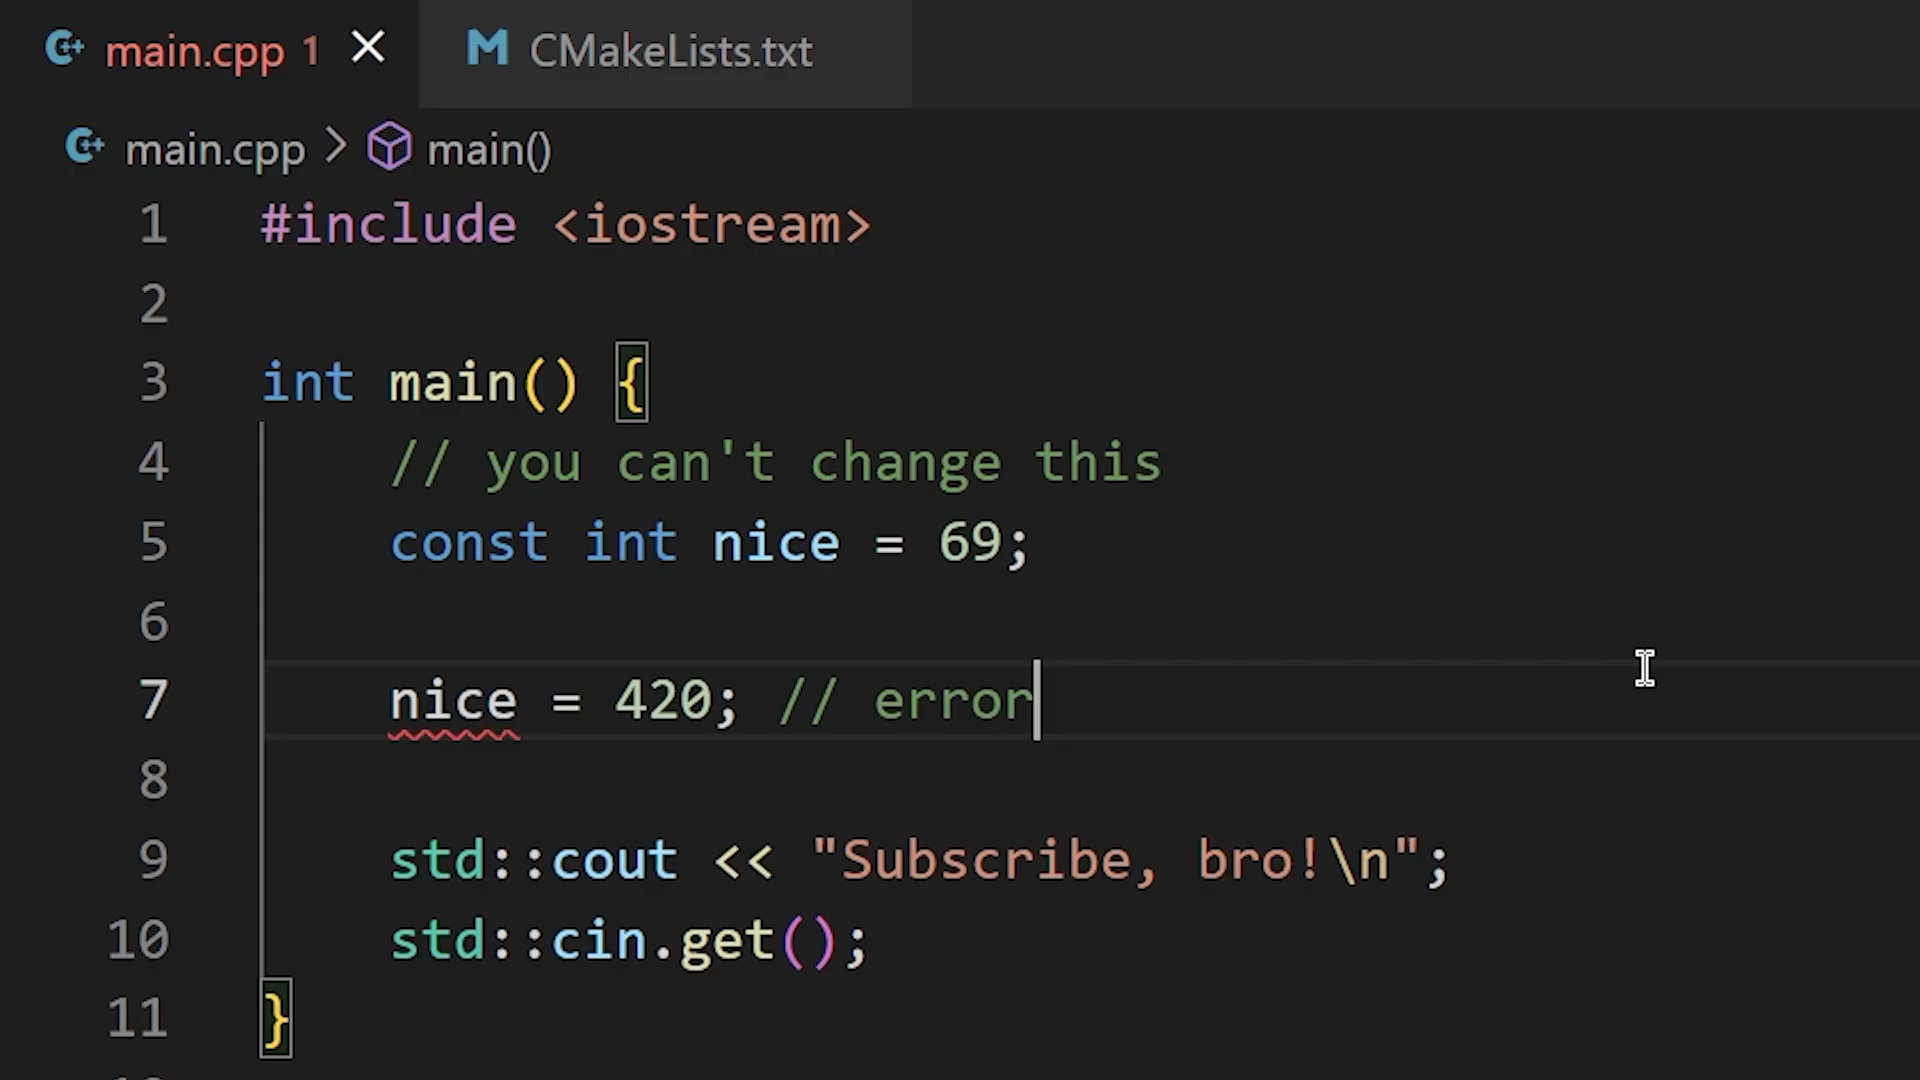 main.cpp 1 CMakeLists.txt
main.cpp > main()
1 #include <iostream>
2
3 int main() {
4 // you can't change this
5 const int nice = 69;
6
7 nice = 420; // error
8
9 std::cout << "Subscribe, bro!\n";
10 std::cin.get();
11 }